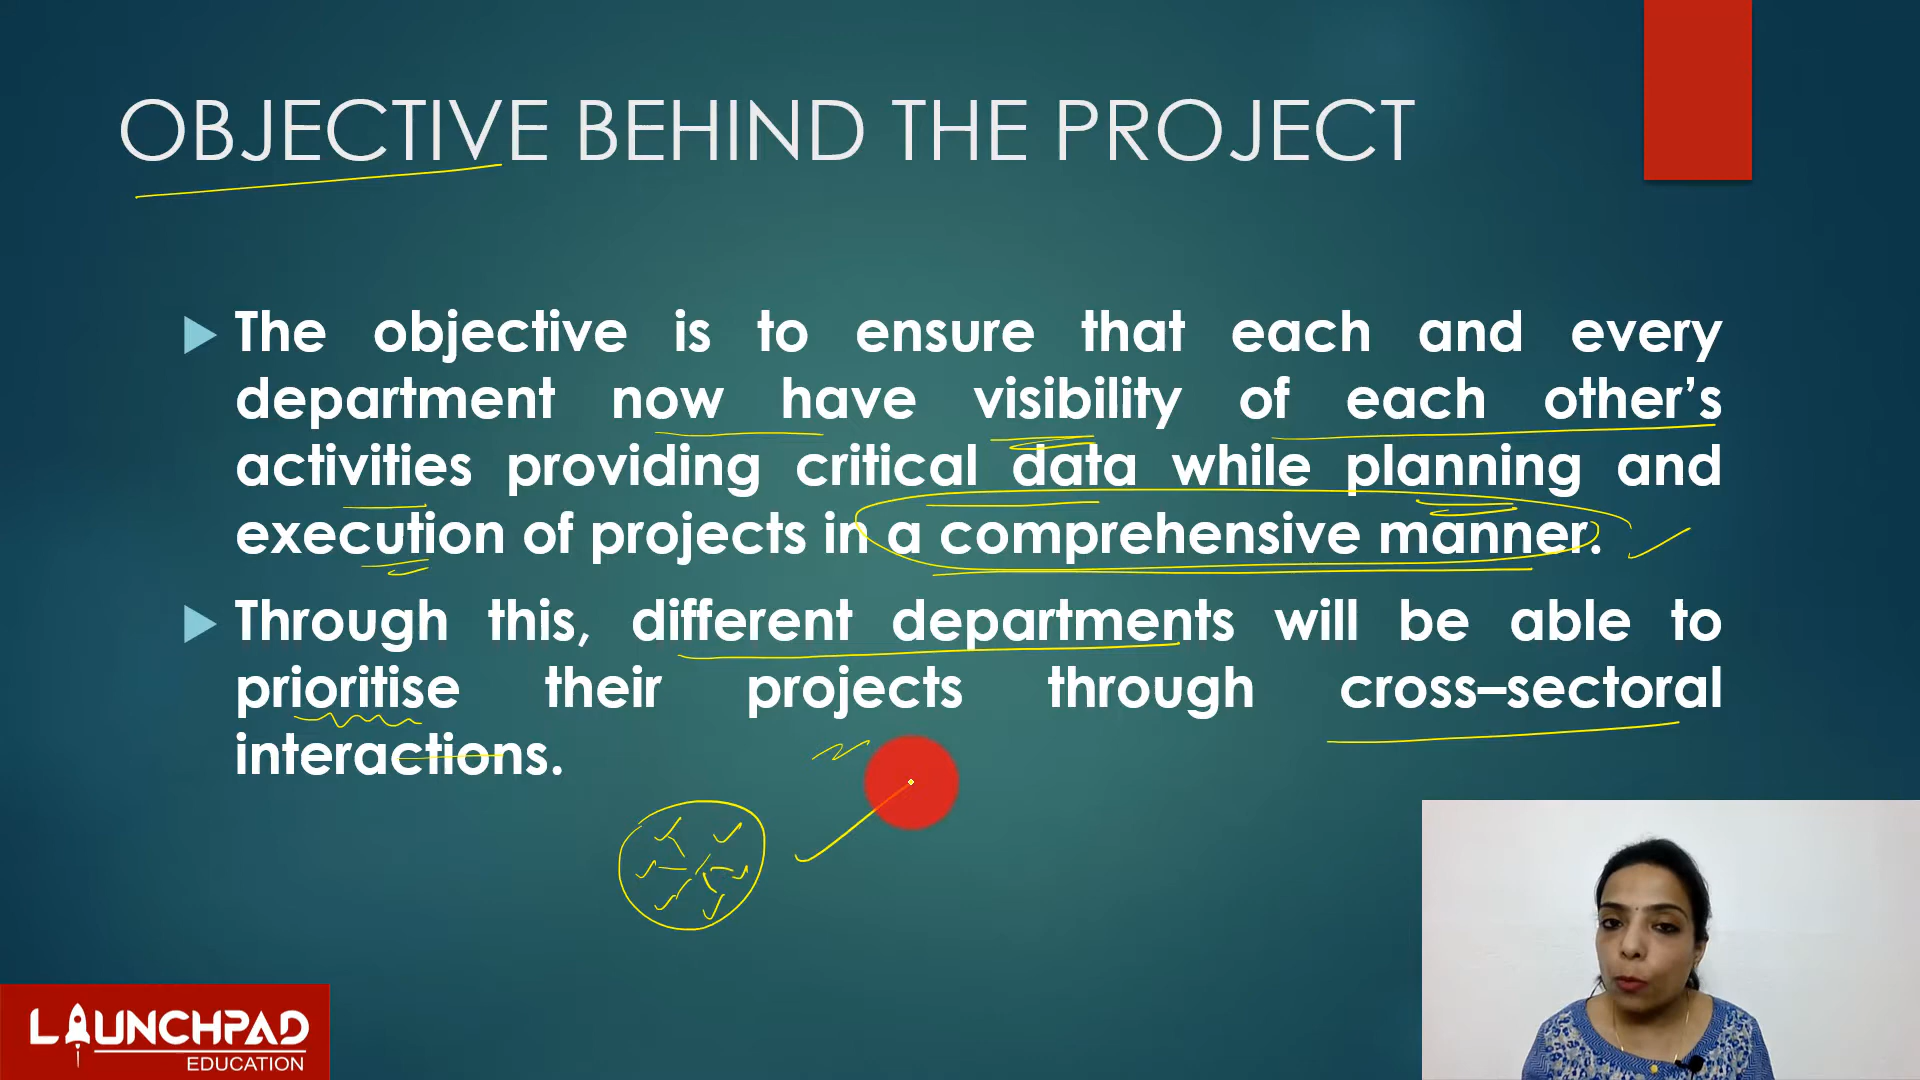 OBJECTIVE BEHIND THE PROJECT
The objective is to ensure that each and every
department now have visibility of each other’s
activities providing critical data while planning and
execution of projects in a comprehensive manner.
Through this, different departments will be able to
prioritise their projects through cross–sectoral
interactions.
LAUNCHPAD
EDUCATION